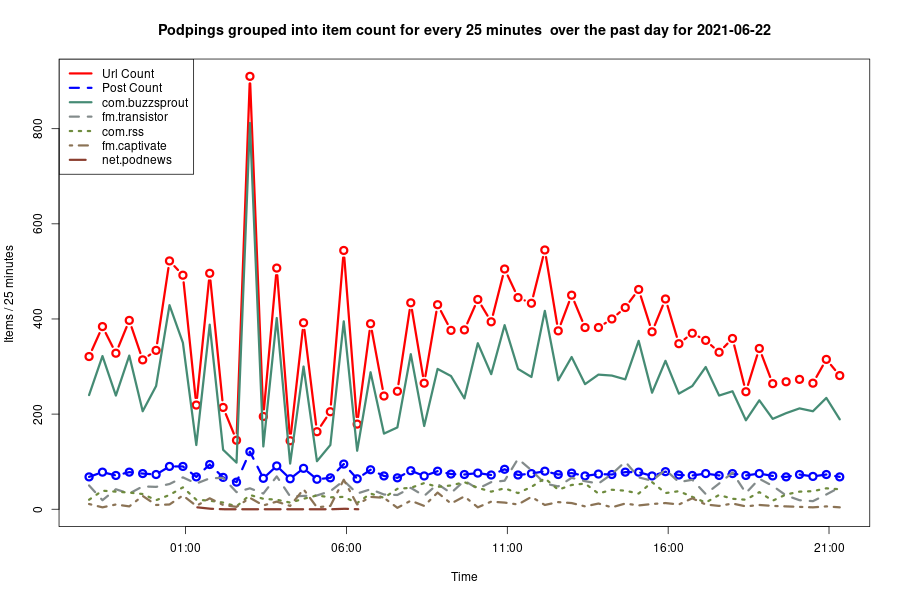 Podpings grouped into item count for every 25 minutes  over the past day for 2021-06-22
Url Count
Post Count
com.buzzsprout
fm.transistor
com.rss
fm.captivate
net.podnews
Items / 25 minutes
800
600
400
200
0
01:00
06:00
11:00
16:00
21:00
Time